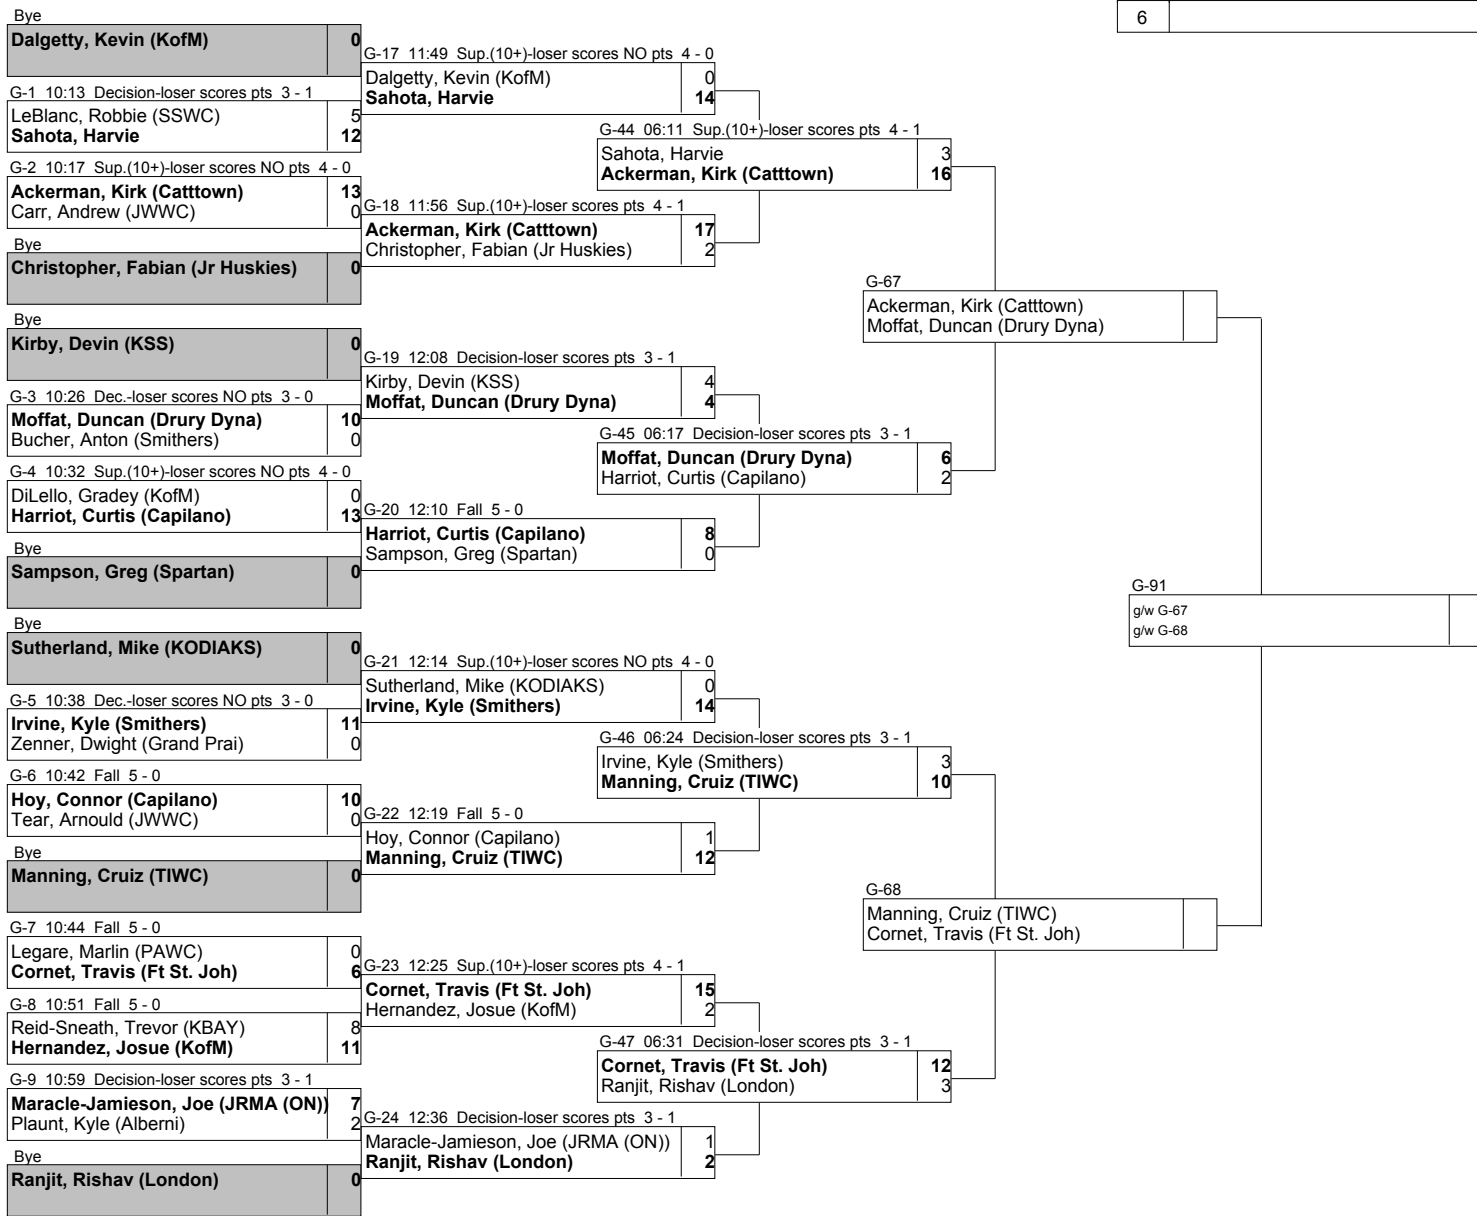 6
Bye
Dalgetty, Kevin (KofM) 0
G-1 10:13 Decision-loser scores pts 3 - 1
LeBlanc, Robbie (SSWC) 5
Sahota, Harvie 12
G-2 10:17 Sup.(10+)-loser scores NO pts 4 - 0
Ackerman, Kirk (Catttown) 13
Carr, Andrew (JWWC) 0
Bye
Christopher, Fabian (Jr Huskies) 0
Bye
Kirby, Devin (KSS) 0
G-3 10:26 Dec.-loser scores NO pts 3 - 0
Moffat, Duncan (Drury Dyna) 10
Bucher, Anton (Smithers) 0
G-4 10:32 Sup.(10+)-loser scores NO pts 4 - 0
DiLello, Gradey (KofM) 0
Harriot, Curtis (Capilano) 13
Bye
Sampson, Greg (Spartan) 0
Bye
Sutherland, Mike (KODIAKS) 0
G-5 10:38 Dec.-loser scores NO pts 3 - 0
Irvine, Kyle (Smithers) 11
Zenner, Dwight (Grand Prai) 0
G-6 10:42 Fall 5 - 0
Hoy, Connor (Capilano) 10
Tear, Arnould (JWWC) 0
Bye
Manning, Cruiz (TIWC) 0
G-7 10:44 Fall 5 - 0
Legare, Marlin (PAWC) 0
Cornet, Travis (Ft St. Joh) 6
G-8 10:51 Fall 5 - 0
Reid-Sneath, Trevor (KBAY) 8
Hernandez, Josue (KofM) 11
G-9 10:59 Decision-loser scores pts 3 - 1
Maracle-Jamieson, Joe (JRMA (ON)) 7
Plaunt, Kyle (Alberni) 2
Bye
Ranjit, Rishav (London) 0
G-17 11:49 Sup.(10+)-loser scores NO pts 4 - 0
Dalgetty, Kevin (KofM) 0
Sahota, Harvie 14
G-18 11:56 Sup.(10+)-loser scores pts 4 - 1
Ackerman, Kirk (Catttown) 17
Christopher, Fabian (Jr Huskies) 2
G-19 12:08 Decision-loser scores pts 3 - 1
Kirby, Devin (KSS) 4
Moffat, Duncan (Drury Dyna) 4
G-20 12:10 Fall 5 - 0
Harriot, Curtis (Capilano) 8
Sampson, Greg (Spartan) 0
G-21 12:14 Sup.(10+)-loser scores NO pts 4 - 0
Sutherland, Mike (KODIAKS) 0
Irvine, Kyle (Smithers) 14
G-22 12:19 Fall 5 - 0
Hoy, Connor (Capilano) 1
Manning, Cruiz (TIWC) 12
G-23 12:25 Sup.(10+)-loser scores pts 4 - 1
Cornet, Travis (Ft St. Joh) 15
Hernandez, Josue (KofM) 2
G-24 12:36 Decision-loser scores pts 3 - 1
Maracle-Jamieson, Joe (JRMA (ON)) 1
Ranjit, Rishav (London) 2
G-44 06:11 Sup.(10+)-loser scores pts 4 - 1
Sahota, Harvie 3
Ackerman, Kirk (Catttown) 16
G-45 06:17 Decision-loser scores pts 3 - 1
Moffat, Duncan (Drury Dyna) 6
Harriot, Curtis (Capilano) 2
G-46 06:24 Decision-loser scores pts 3 - 1
Irvine, Kyle (Smithers) 3
Manning, Cruiz (TIWC) 10
G-47 06:31 Decision-loser scores pts 3 - 1
Cornet, Travis (Ft St. Joh) 12
Ranjit, Rishav (London) 3
G-67
Ackerman, Kirk (Catttown)
Moffat, Duncan (Drury Dyna)
G-68
Manning, Cruiz (TIWC)
Cornet, Travis (Ft St. Joh)
G-91
g/w G-67
g/w G-68